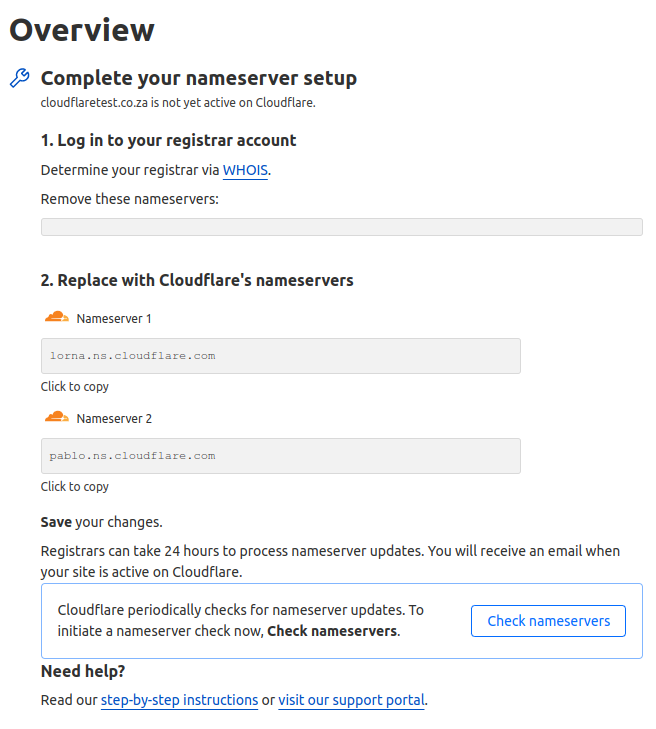 Overview
Complete your nameserver setup
cloudflaretest.co.za is not yet active on Cloudflare.
1. Log in to your registrar account
Determine your registrar via WHOIS.
Remove these nameservers:
2. Replace with Cloudflare's nameservers
Nameserver 1
lorna.ns.cloudflare.com
Click to copy
Nameserver 2
pablo.ns.cloudflare.com
Click to copy
Save your changes.
Registrars can take 24 hours to process nameserver updates. You will receive an email when
your site is active on Cloudflare.
Cloudflare periodically checks for nameserver updates. To
initiate a nameserver check now, Check nameservers.
Check nameservers
Need help?
Read our step-by-step instructions or visit our support portal.